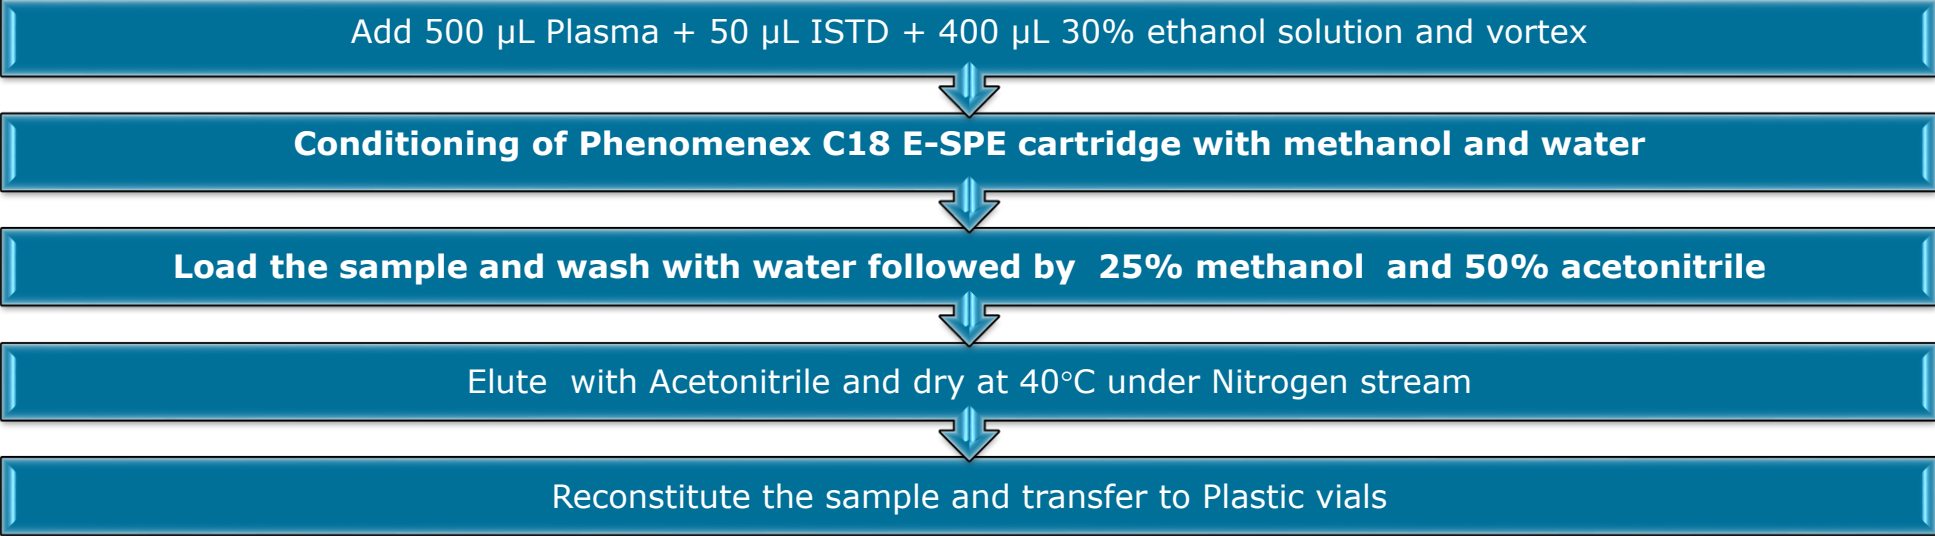 Add 500 µL Plasma + 50 µL ISTD + 400 µL 30% ethanol solution and vortex
Conditioning of Phenomenex C18 E-SPE cartridge with methanol and water
Load the sample and wash with water followed by 25% methanol and 50% acetonitrile
Elute with Acetonitrile and dry at 40°C under Nitrogen stream
Reconstitute the sample and transfer to Plastic vials